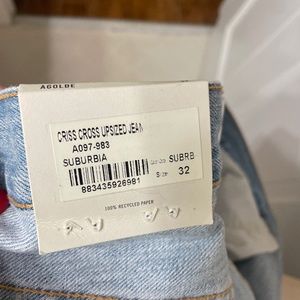 AGOLDE
CRISS CROSS UPSIZED JEAN
A097-983
SUBURBIA
SUBRB
883435926981
Size 32
100% RECYCLED PAPER